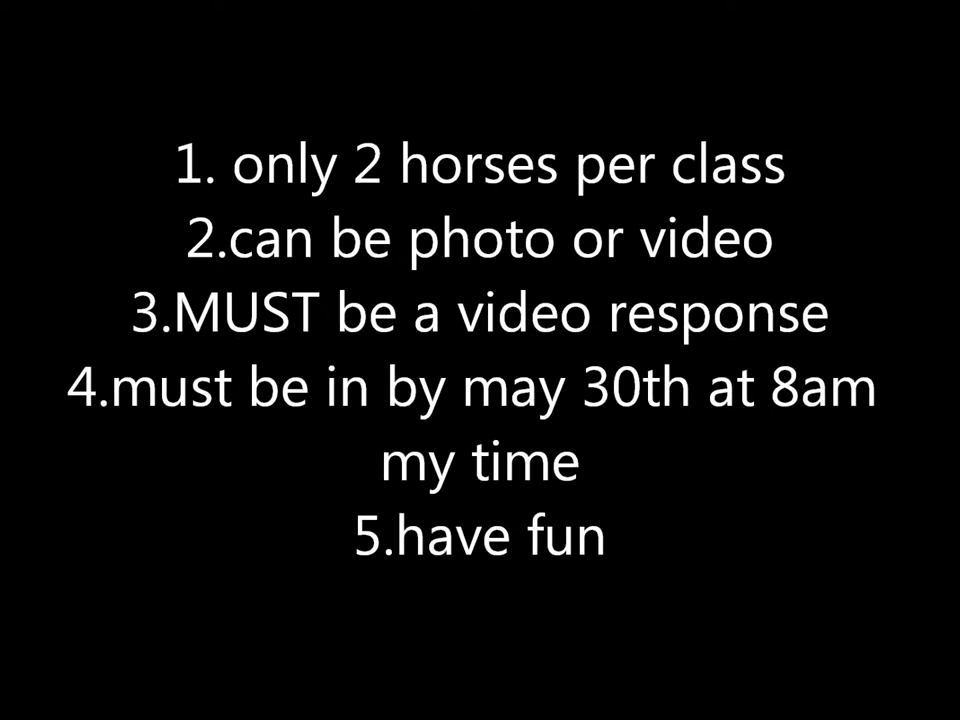 1. only 2 horses per class
2.can be photo or video
3.MUST be a video response
4.must be in by may 30th at 8am
my time
5.have fun